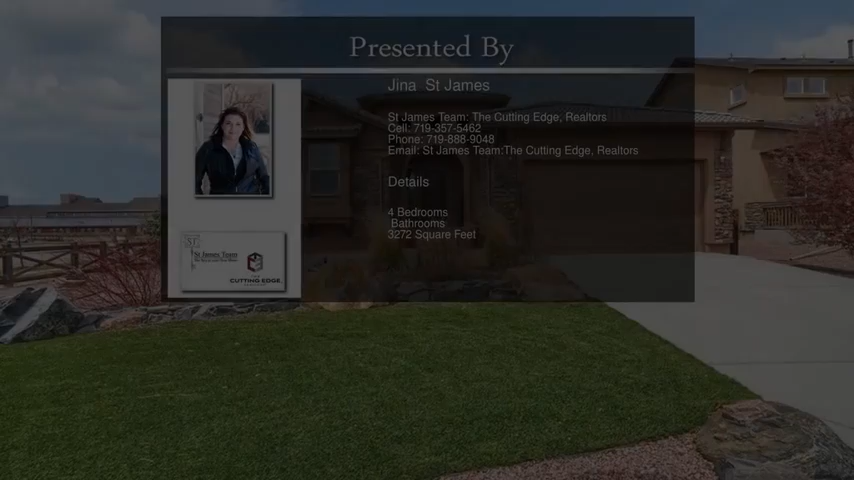 Presented By
Jina St James
St James Team: The Cutting Edge, Realtors
Cell: 719-357-5462
Phone: 719-888-9048
Email: St James Team:The Cutting Edge, Realtors
Details
4 Bedrooms
Bathrooms
3272 Square Feet
St James Team
CUTTING EDGE